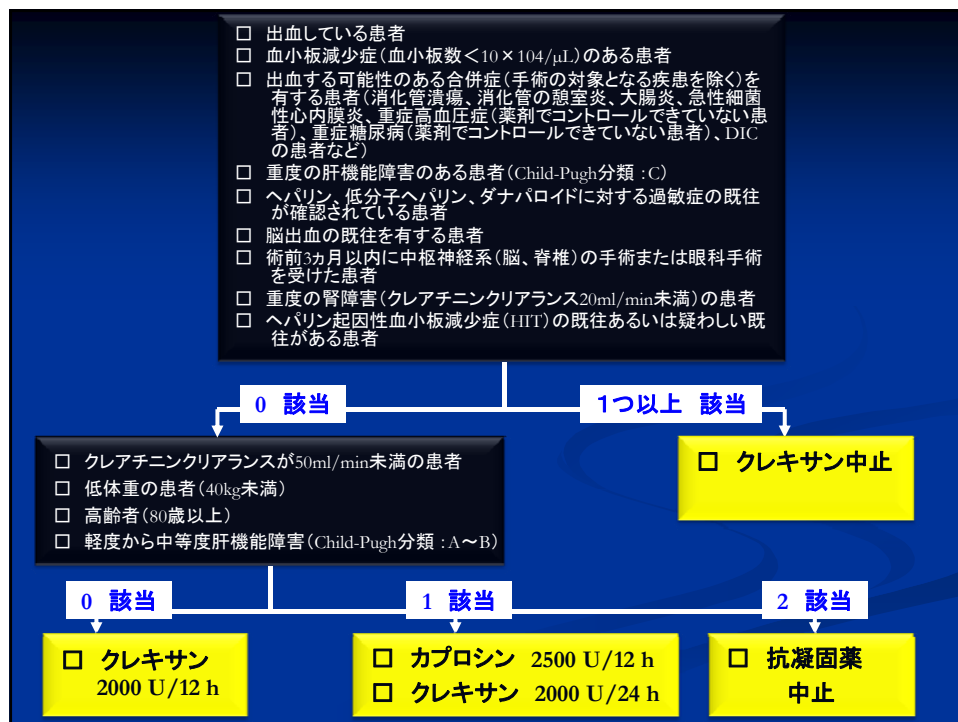 □ 出血している患者
□ 血小板減少症（血小板数＜10×104/μL）のある患者
□ 出血する可能性のある合併症（手術の対象となる疾患を除く）を
有する患者（消化管潰瘍、消化管の憩室炎、大腸炎、急性細菌
性心内膜炎、重症高血圧症（薬剤でコントロールできていない患
者）、重症糖尿病（薬剤でコントロールできていない患者）、DIC
の患者など）
□ 重度の肝機能障害のある患者（Child-Pugh分類：C）
□ ヘパリン、低分子ヘパリン、ダナパロイドに対する過敏症の既往
が確認されている患者
□ 脳出血の既往を有する患者
□ 術前3ヵ月以内に中枢神経系（脳、脊椎）の手術または眼科手術
を受けた患者
□ 重度の腎障害（クレアチニンクリアランス20ml/min未満）の患者
□ ヘパリン起因性血小板減少症（HIT）の既往あるいは疑わしい既
往がある患者
0 該当
1つ以上 該当
□ クレアチニンクリアランスが50ml/min未満の患者
□ 低体重の患者（40kg未満）
□ 高齢者（80歳以上）
□ 軽度から中等度肝機能障害（Child-Pugh分類：A～B）
□ クレキサン中止
0 該当
1 該当
2 該当
□ クレキサン
2000 U/12 h
□ カプロシン 2500 U/12 h
□ クレキサン 2000 U/24 h
□ 抗凝固薬
中止